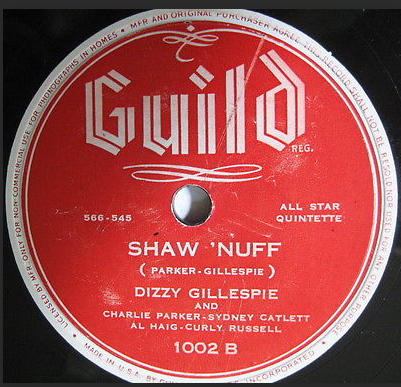 LICENSED BY MFR. ONLY FOR NON-COMMERCIAL USE FOR PHONOGRAPHS IN HOMES • MFR AND ORIGINAL PURCHASER AGREE THIS RECORD SHALL NOT BE RESOLD NOR USED FOR ANY OTHER PURPOSE
Guild
REG.
566-545
ALL STAR
QUINTETTE
SHAW 'NUFF
( PARKER-GILLESPIE )
DIZZY GILLESPIE
AND
CHARLIE PARKER-SYDNEY CATLETT
AL HAIG-CURLY RUSSELL
1002 B
MADE IN U.S.A. BY INCORPORATED